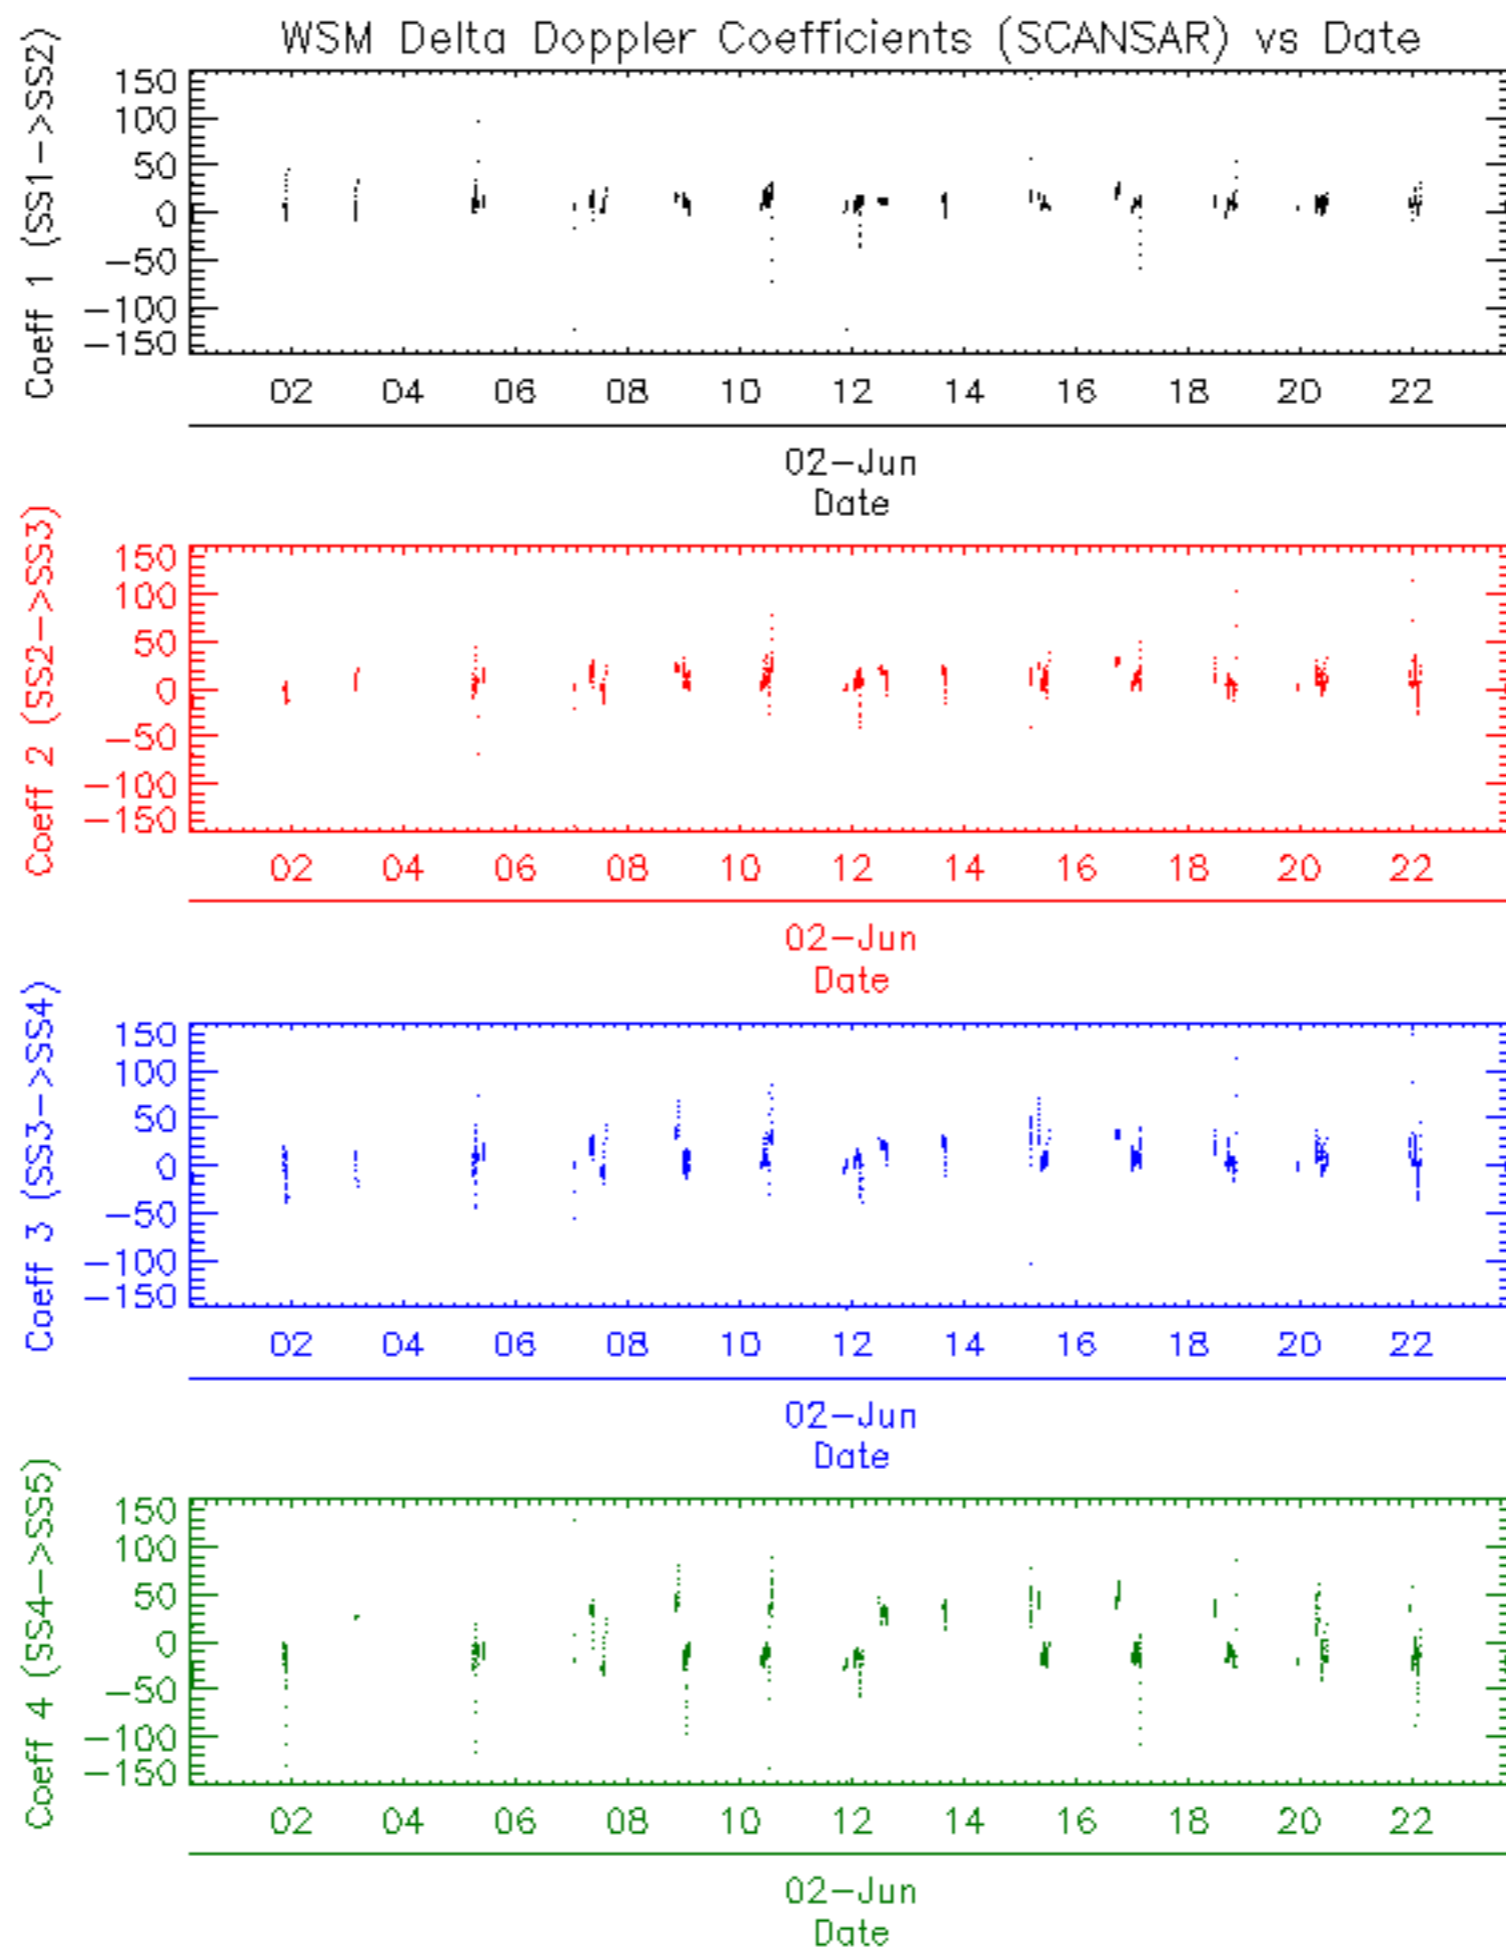 WSM Delta Doppler Coefficients (SCANSAR) vs Date
Coeff 1 (SS1->SS2)
150
100
50
0
-50
-100
-150
02 04 06 08 10 12 14 16 18 20 22
02-Jun
Date
Coeff 2 (SS2->SS3)
150
100
50
0
-50
-100
-150
02 04 06 08 10 12 14 16 18 20 22
02-Jun
Date
Coeff 3 (SS3->SS4)
150
100
50
0
-50
-100
-150
02 04 06 08 10 12 14 16 18 20 22
02-Jun
Date
Coeff 4 (SS4->SS5)
150
100
50
0
-50
-100
-150
02 04 06 08 10 12 14 16 18 20 22
02-Jun
Date